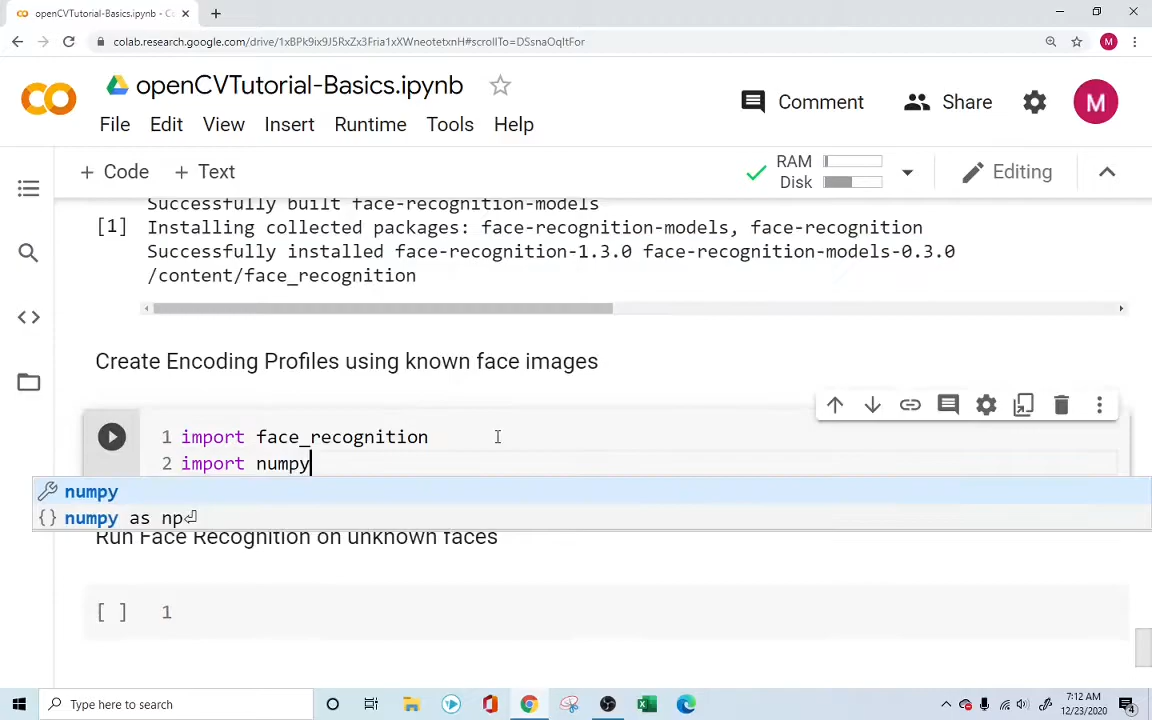 openCVTutorial-Basics.ipynb - C
colab.research.google.com/drive/1xBPk9ix9J5RxZx3Fria1xXWneotetxnH#scrollTo=DSsnaOqItFor
M
openCVTutorial-Basics.ipynb
Comment
Share
M
File Edit View Insert Runtime Tools Help
+ Code + Text
RAM
Disk
Editing
Successfully built face-recognition-models
[1] Installing collected packages: face-recognition-models, face-recognition
Successfully installed face-recognition-1.3.0 face-recognition-models-0.3.0
/content/face_recognition
Create Encoding Profiles using known face images
1 import face_recognition
2 import numpy
numpy
{} numpy as np⏎
Run Face Recognition on unknown faces
[ ] 1
Type here to search
7:12 AM
12/23/2020
4